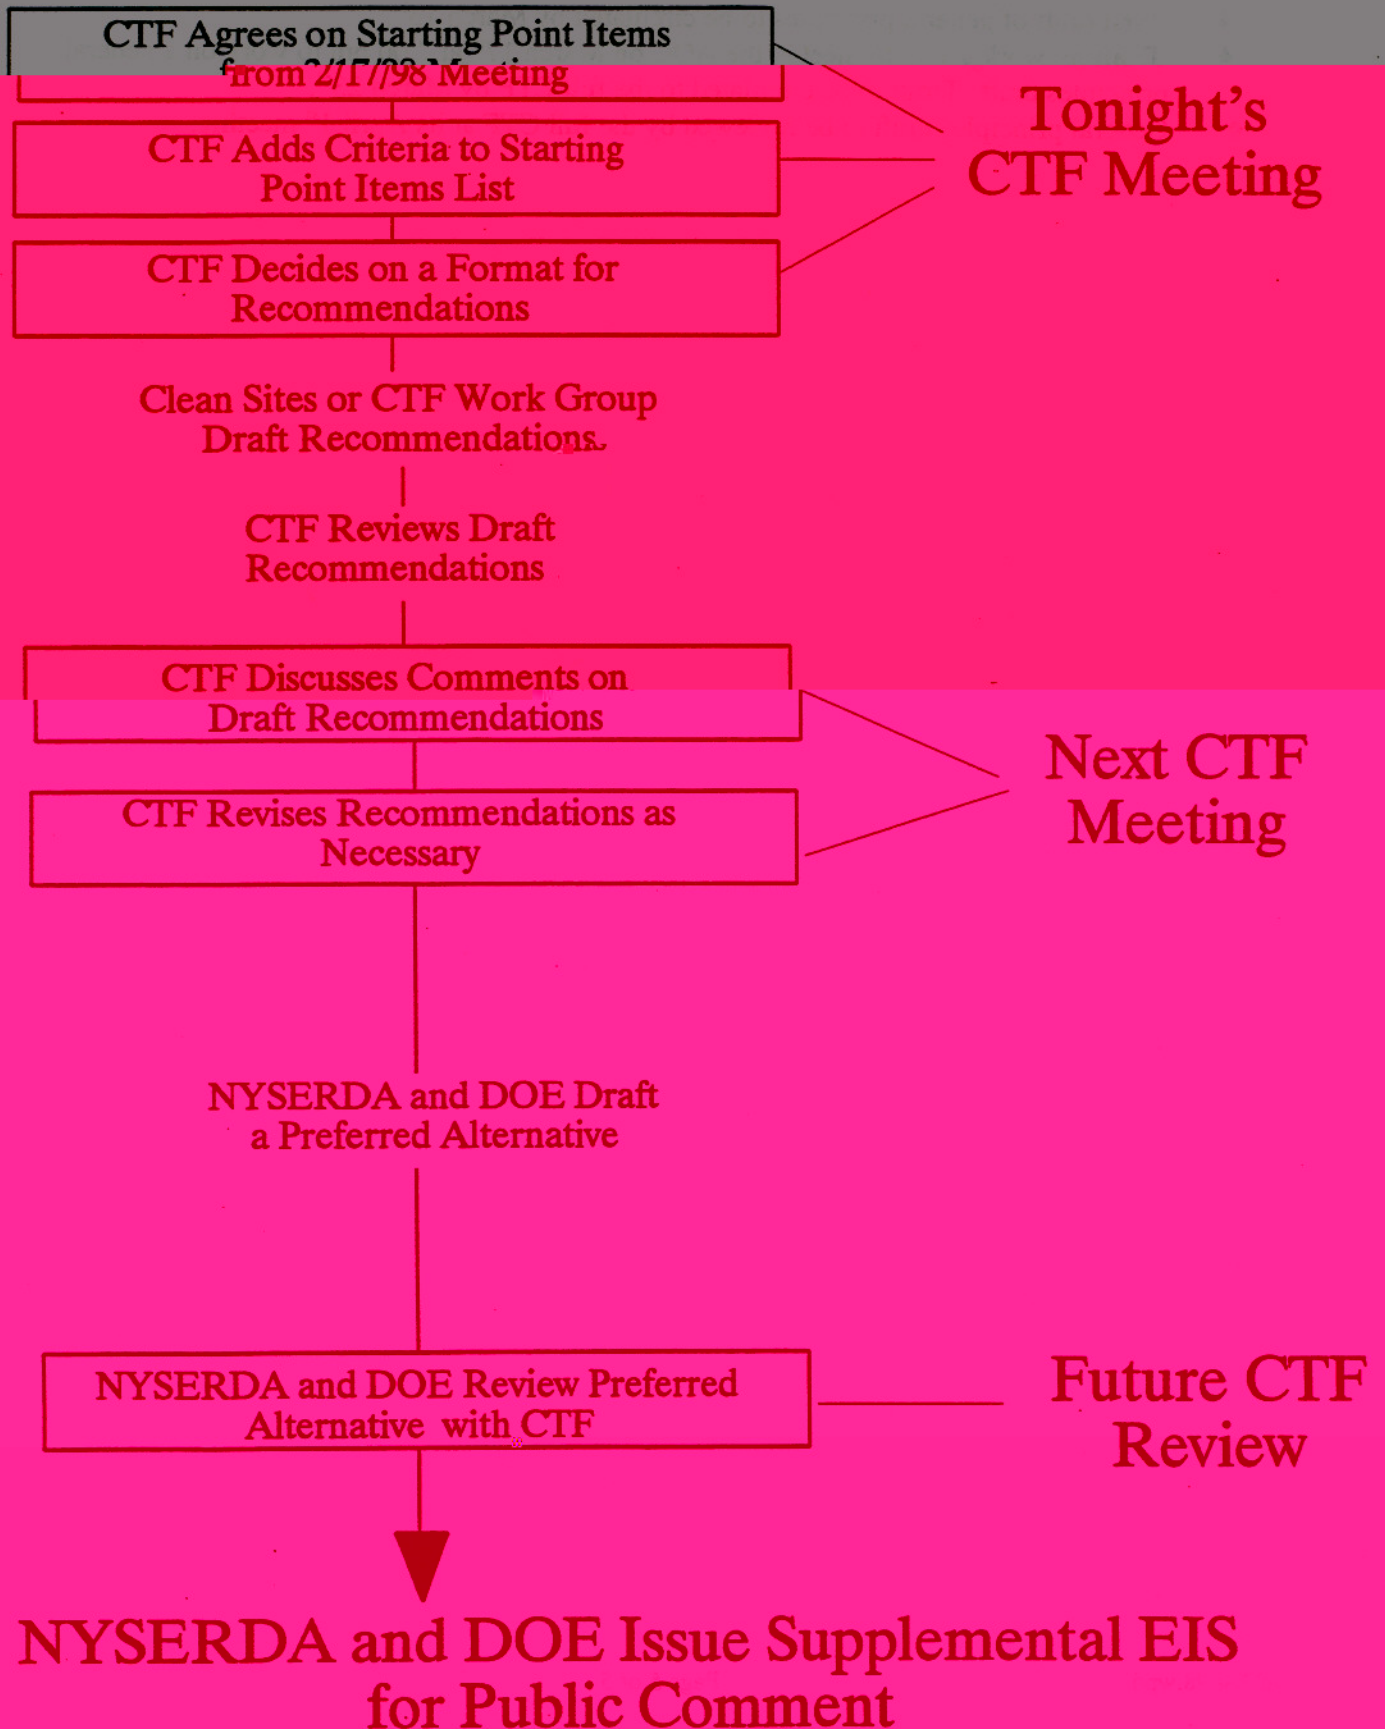 CTF Agrees on Starting Point Items
from 2/17/98 Meeting
Tonight's
CTF Meeting
CTF Adds Criteria to Starting
Point Items List
CTF Decides on a Format for
Recommendations
Clean Sites or CTF Work Group
Draft Recommendations
CTF Reviews Draft
Recommendations
CTF Discusses Comments on
Draft Recommendations
Next CTF
Meeting
CTF Revises Recommendations as
Necessary
NYSERDA and DOE Draft
a Preferred Alternative
NYSERDA and DOE Review Preferred
Alternative with CTF
Future CTF
Review
NYSERDA and DOE Issue Supplemental EIS
for Public Comment